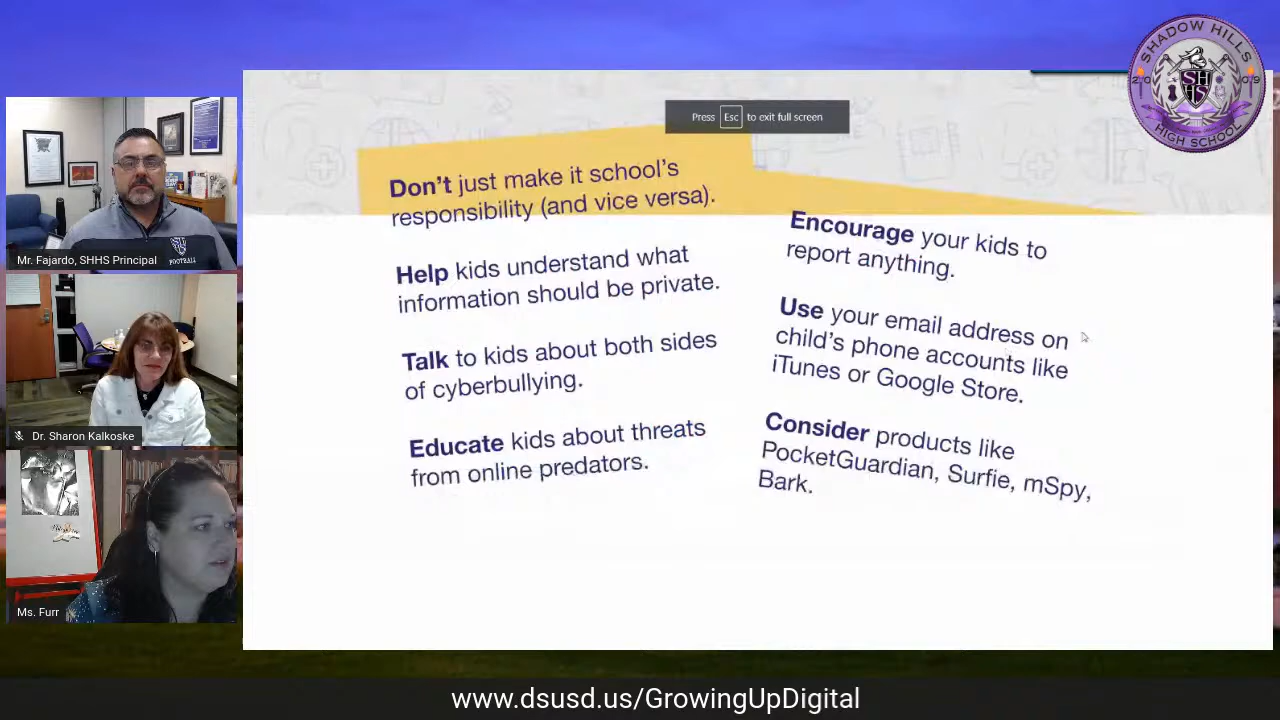 SHADOW HILLS
2009
SHHS
HIGH SCHOOL
Press Esc to exit full screen
Don't just make it school's
responsibility (and vice versa).
Help kids understand what
information should be private.
Talk to kids about both sides
of cyberbullying.
Educate kids about threats
from online predators.
Encourage your kids to
report anything.
Use your email address on
child's phone accounts like
iTunes or Google Store.
Consider products like
PocketGuardian, Surfie, mSpy,
Bark.
FOOTBALL
Mr. Fajardo, SHHS Principal
Dr. Sharon Kalkoske
Ms. Furr
www.dsusd.us/GrowingUpDigital